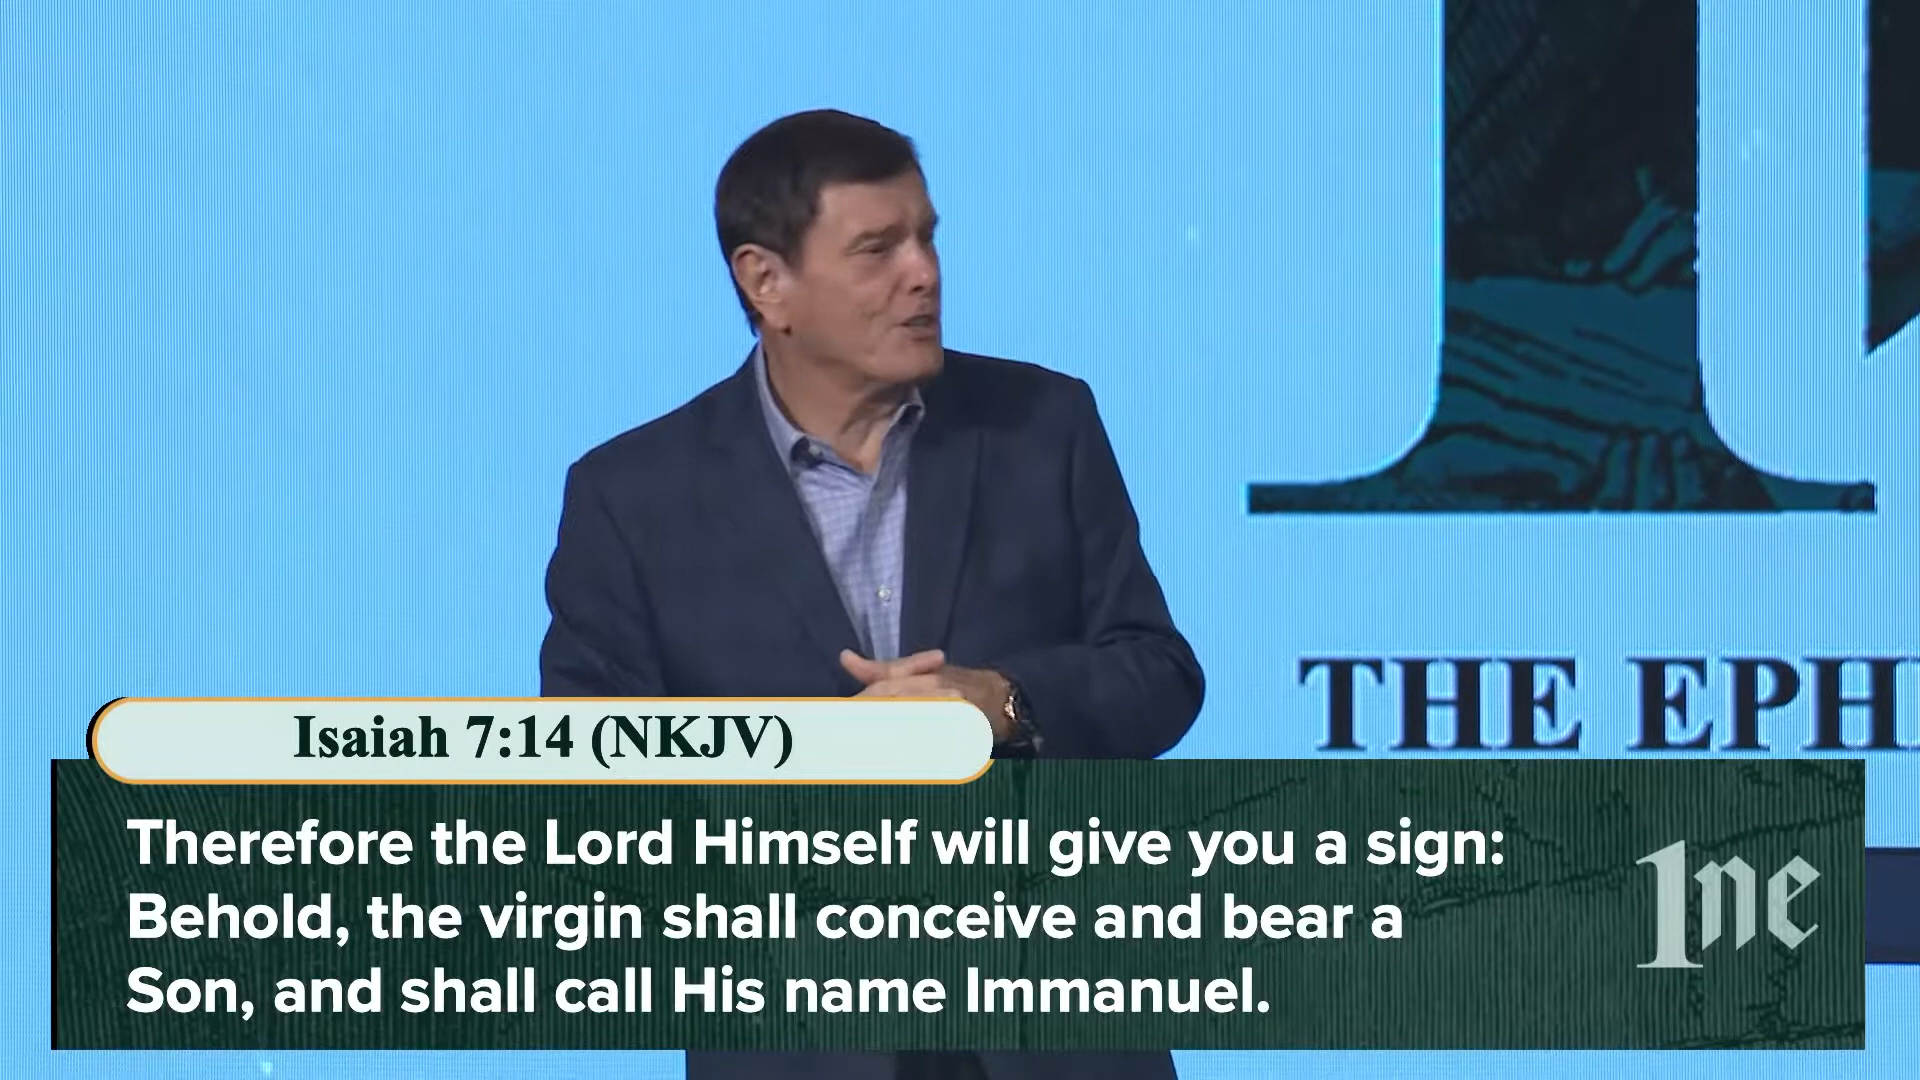 THE EPH
Isaiah 7:14 (NKJV)
Therefore the Lord Himself will give you a sign:
Behold, the virgin shall conceive and bear a
Son, and shall call His name Immanuel.
1ne